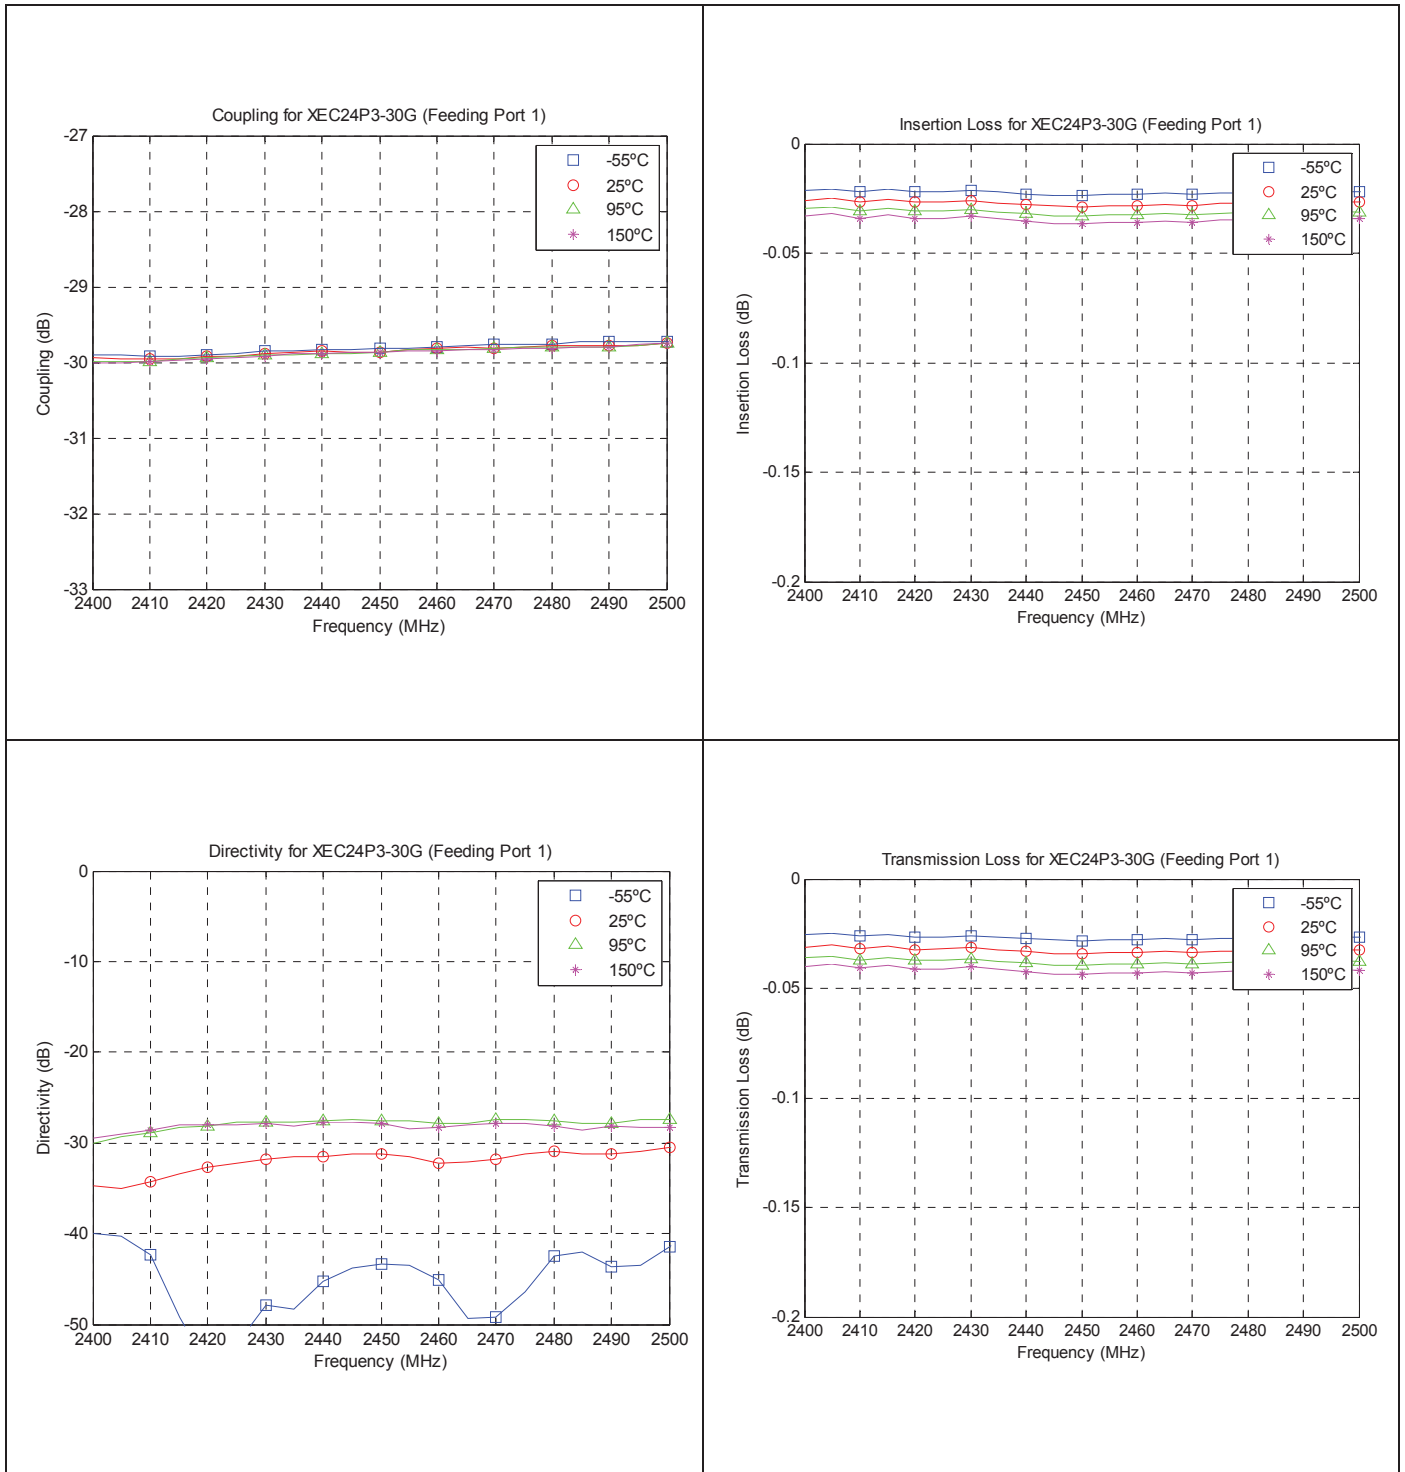 Coupling for XEC24P3-30G (Feeding Port 1)
-27
-28
-29
-30
-31
-32
-33
Coupling (dB)
-55ºC
25ºC
95ºC
150ºC
2400 2410 2420 2430 2440 2450 2460 2470 2480 2490 2500
Frequency (MHz)
Insertion Loss for XEC24P3-30G (Feeding Port 1)
0
-0.05
-0.1
-0.15
-0.2
Insertion Loss (dB)
-55ºC
25ºC
95ºC
150ºC
2400 2410 2420 2430 2440 2450 2460 2470 2480 2490 2500
Frequency (MHz)
Directivity for XEC24P3-30G (Feeding Port 1)
0
-10
-20
-30
-40
-50
Directivity (dB)
-55ºC
25ºC
95ºC
150ºC
2400 2410 2420 2430 2440 2450 2460 2470 2480 2490 2500
Frequency (MHz)
Transmission Loss for XEC24P3-30G (Feeding Port 1)
0
-0.05
-0.1
-0.15
-0.2
Transmission Loss (dB)
-55ºC
25ºC
95ºC
150ºC
2400 2410 2420 2430 2440 2450 2460 2470 2480 2490 2500
Frequency (MHz)